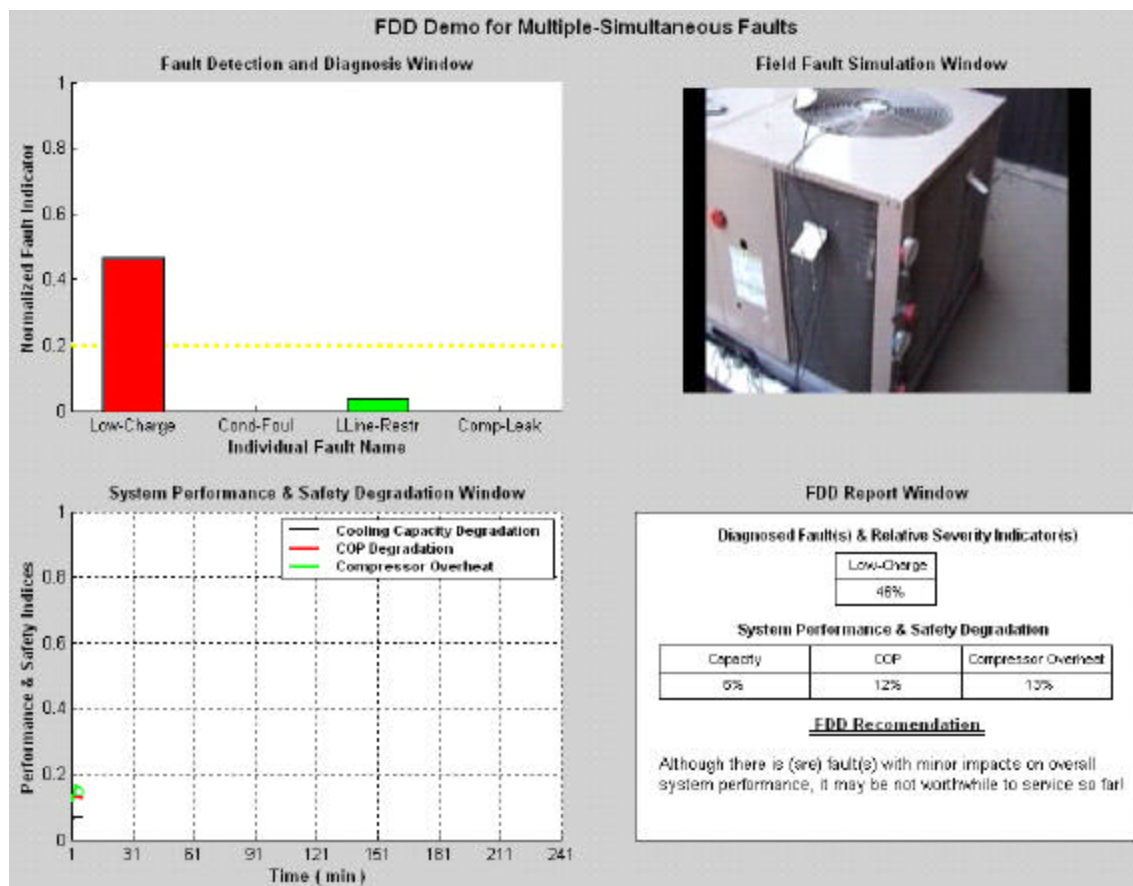 FDD Demo for Multiple-Simultaneous Faults
Fault Detection and Diagnosis Window
1
0.8
0.6
0.4
0.2
0
Normalized Fault Indicator
Low-Charge Cond-Foul LLine-Restr Comp-Leak
Individual Fault Name
Field Fault Simulation Window
System Performance & Safety Degradation Window
1
0.8
0.6
0.4
0.2
0
Performance & Safety Indices
Cooling Capacity Degradation
COP Degradation
Compressor Overheat
1 31 61 91 121 151 181 211 241
Time ( min )
FDD Report Window
Diagnosed Fault(s) & Relative Severity Indicator(s)
Low-Charge
System Performance & Safety Degradation
Capacity COP Compressor Overheat
12% 13%
FDD Recomendation
Although there is (are) fault(s) with minor impacts on overall
system performance, it may be not worthwhile to service so far!